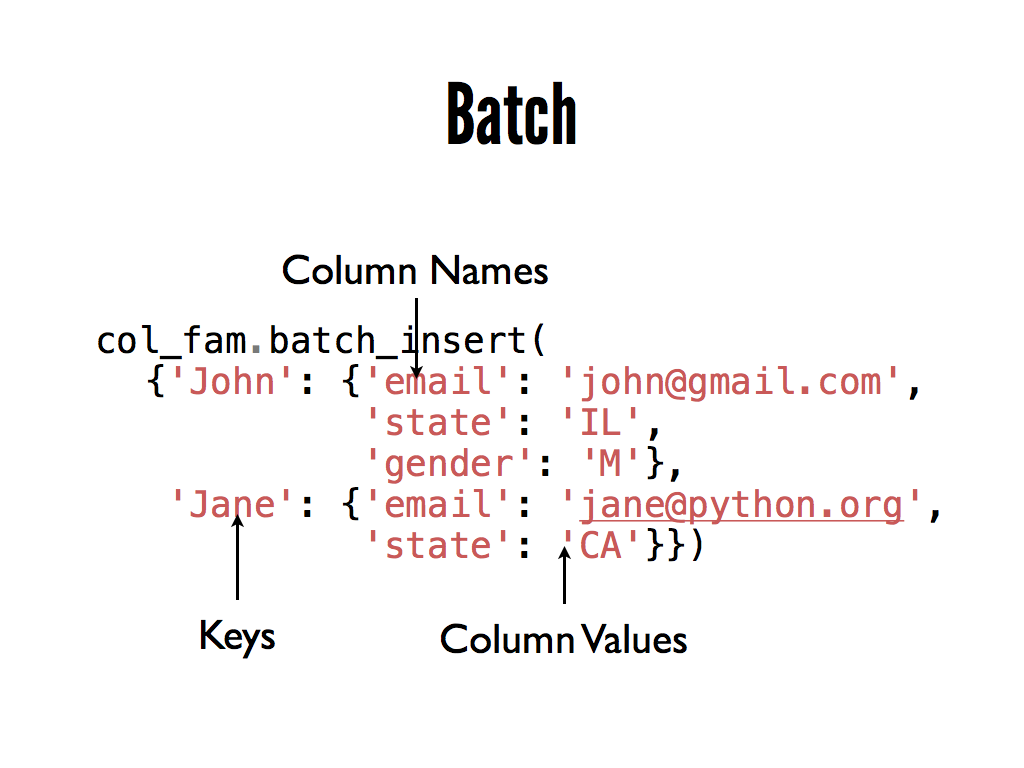 Batch
Column Names
col_fam.batch_insert(
{'John': {'email': 'john@gmail.com',
'state': 'IL',
'gender': 'M'},
'Jane': {'email': 'jane@python.org',
'state': 'CA'}})
Keys
Column Values